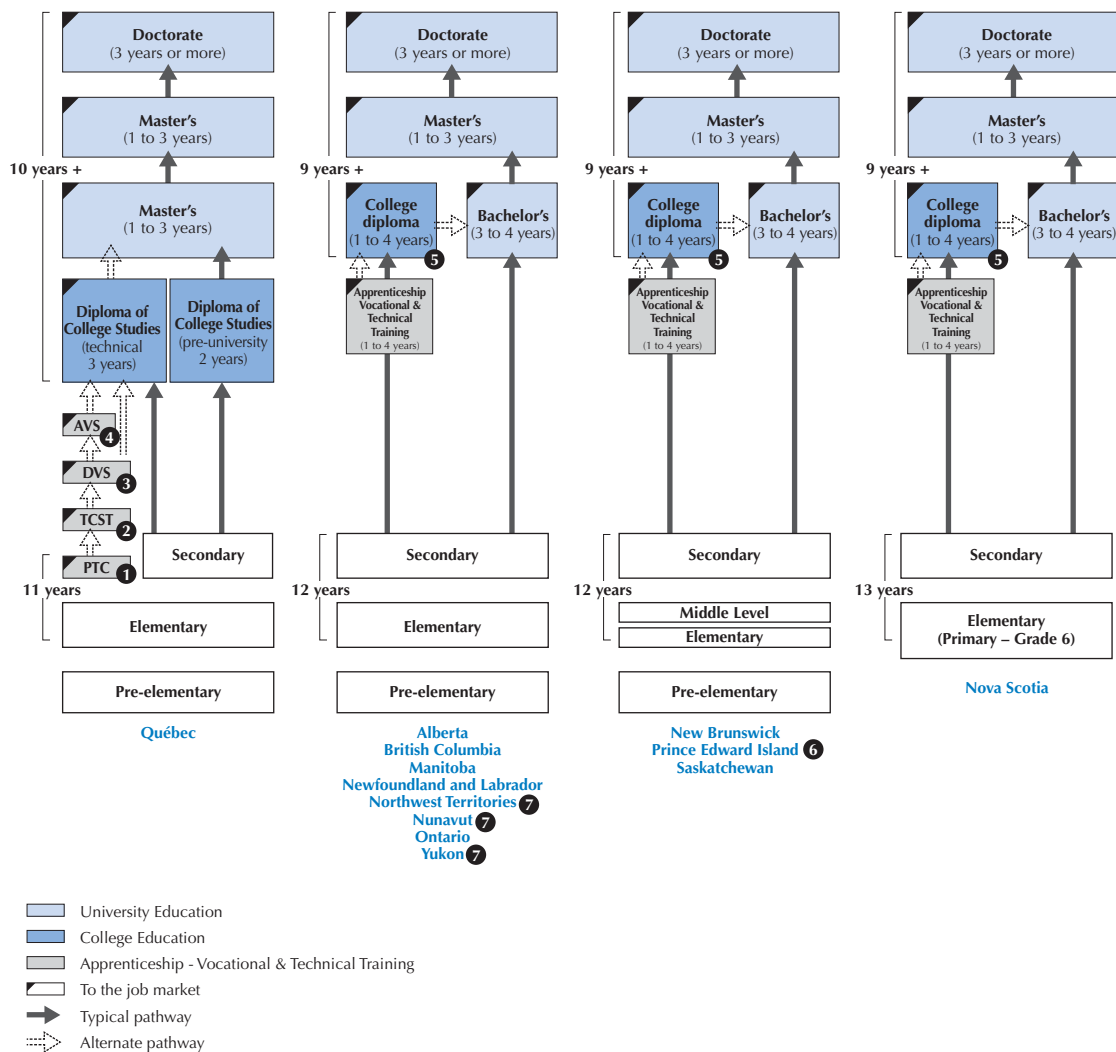 Doctorate
(3 years or more)
Master's
(1 to 3 years)
10 years +
Master's
(1 to 3 years)
Diploma of
College Studies
(technical
3 years)
Diploma of
College Studies
(pre-university
2 years)
AVS
4
DVS
3
TCST
2
PTC
1
Secondary
11 years
Elementary
Pre-elementary
Québec
Doctorate
(3 years or more)
Master's
(1 to 3 years)
9 years +
College
diploma
(1 to 4 years)
5
Bachelor's
(3 to 4 years)
Apprenticeship
Vocational &
Technical
Training
(1 to 4 years)
Secondary
12 years
Elementary
Pre-elementary
Alberta
British Columbia
Manitoba
Newfoundland and Labrador
Northwest Territories 7
Nunavut 7
Ontario
Yukon 7
Doctorate
(3 years or more)
Master's
(1 to 3 years)
9 years +
College
diploma
(1 to 4 years)
5
Bachelor's
(3 to 4 years)
Apprenticeship
Vocational &
Technical
Training
(1 to 4 years)
Secondary
12 years
Middle Level
Elementary
Pre-elementary
New Brunswick
Prince Edward Island 6
Saskatchewan
Doctorate
(3 years or more)
Master's
(1 to 3 years)
9 years +
College
diploma
(1 to 4 years)
5
Bachelor's
(3 to 4 years)
Apprenticeship
Vocational &
Technical
Training
(1 to 4 years)
Secondary
13 years
Elementary
(Primary – Grade 6)
Nova Scotia
University Education
College Education
Apprenticeship - Vocational & Technical Training
To the job market
Typical pathway
Alternate pathway